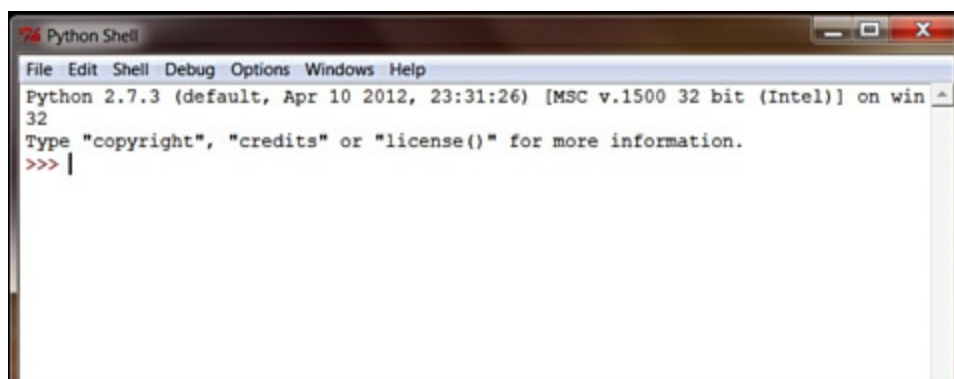 Python Shell
File Edit Shell Debug Options Windows Help
Python 2.7.3 (default, Apr 10 2012, 23:31:26) [MSC v.1500 32 bit (Intel)] on win
32
Type "copyright", "credits" or "license()" for more information.
>>>